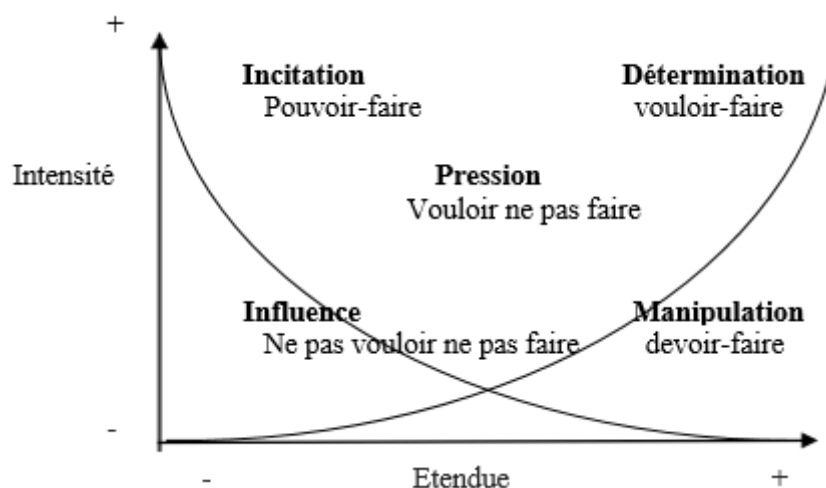 +
Incitation
Pouvoir-faire
Détermination
vouloir-faire
Intensité
Pression
Vouloir ne pas faire
Influence
Ne pas vouloir ne pas faire
Manipulation
devoir-faire
-
-
Etendue
+